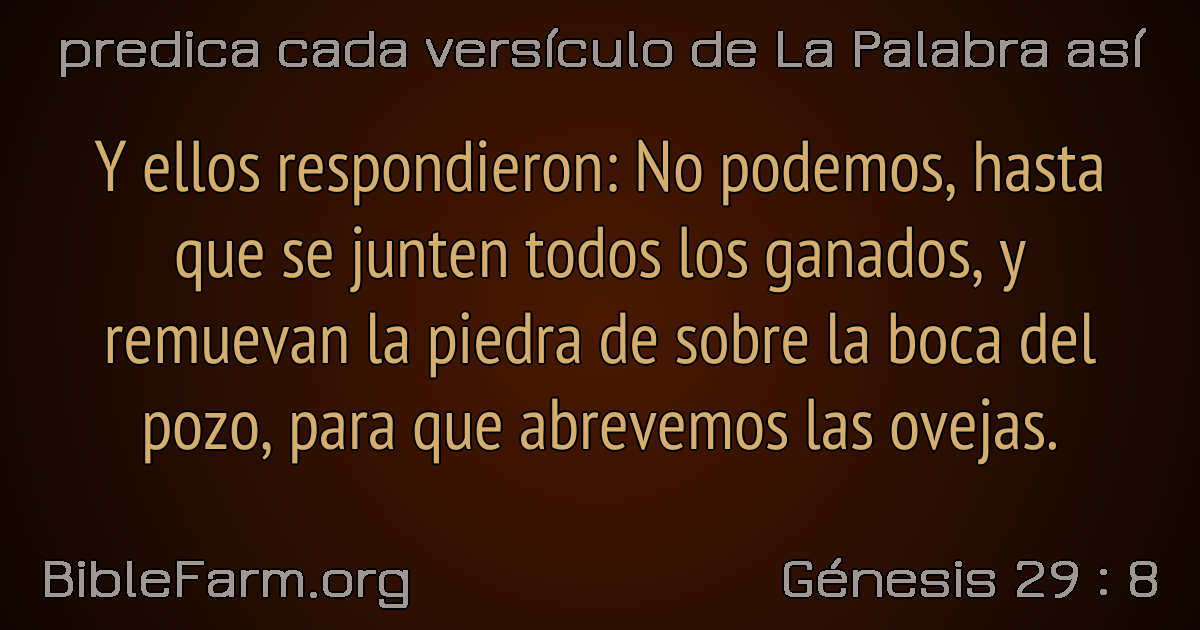 predica cada versículo de La Palabra así
Y ellos respondieron: No podemos, hasta
que se junten todos los ganados, y
remuevan la piedra de sobre la boca del
pozo, para que abrevemos las ovejas.
BibleFarm.org
Génesis 29 : 8